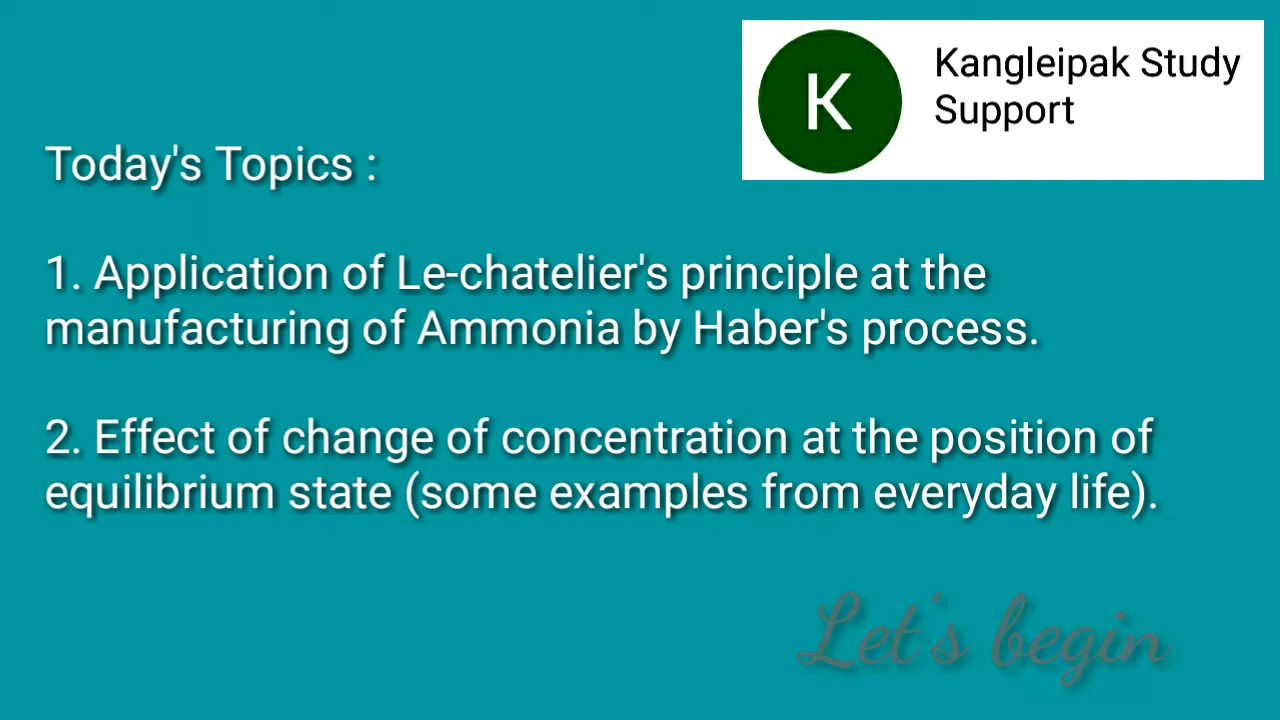 K
Kangleipak Study
Support
Today's Topics :
1. Application of Le-chatelier's principle at the
manufacturing of Ammonia by Haber's process.
2. Effect of change of concentration at the position of
equilibrium state (some examples from everyday life).
Let's begin